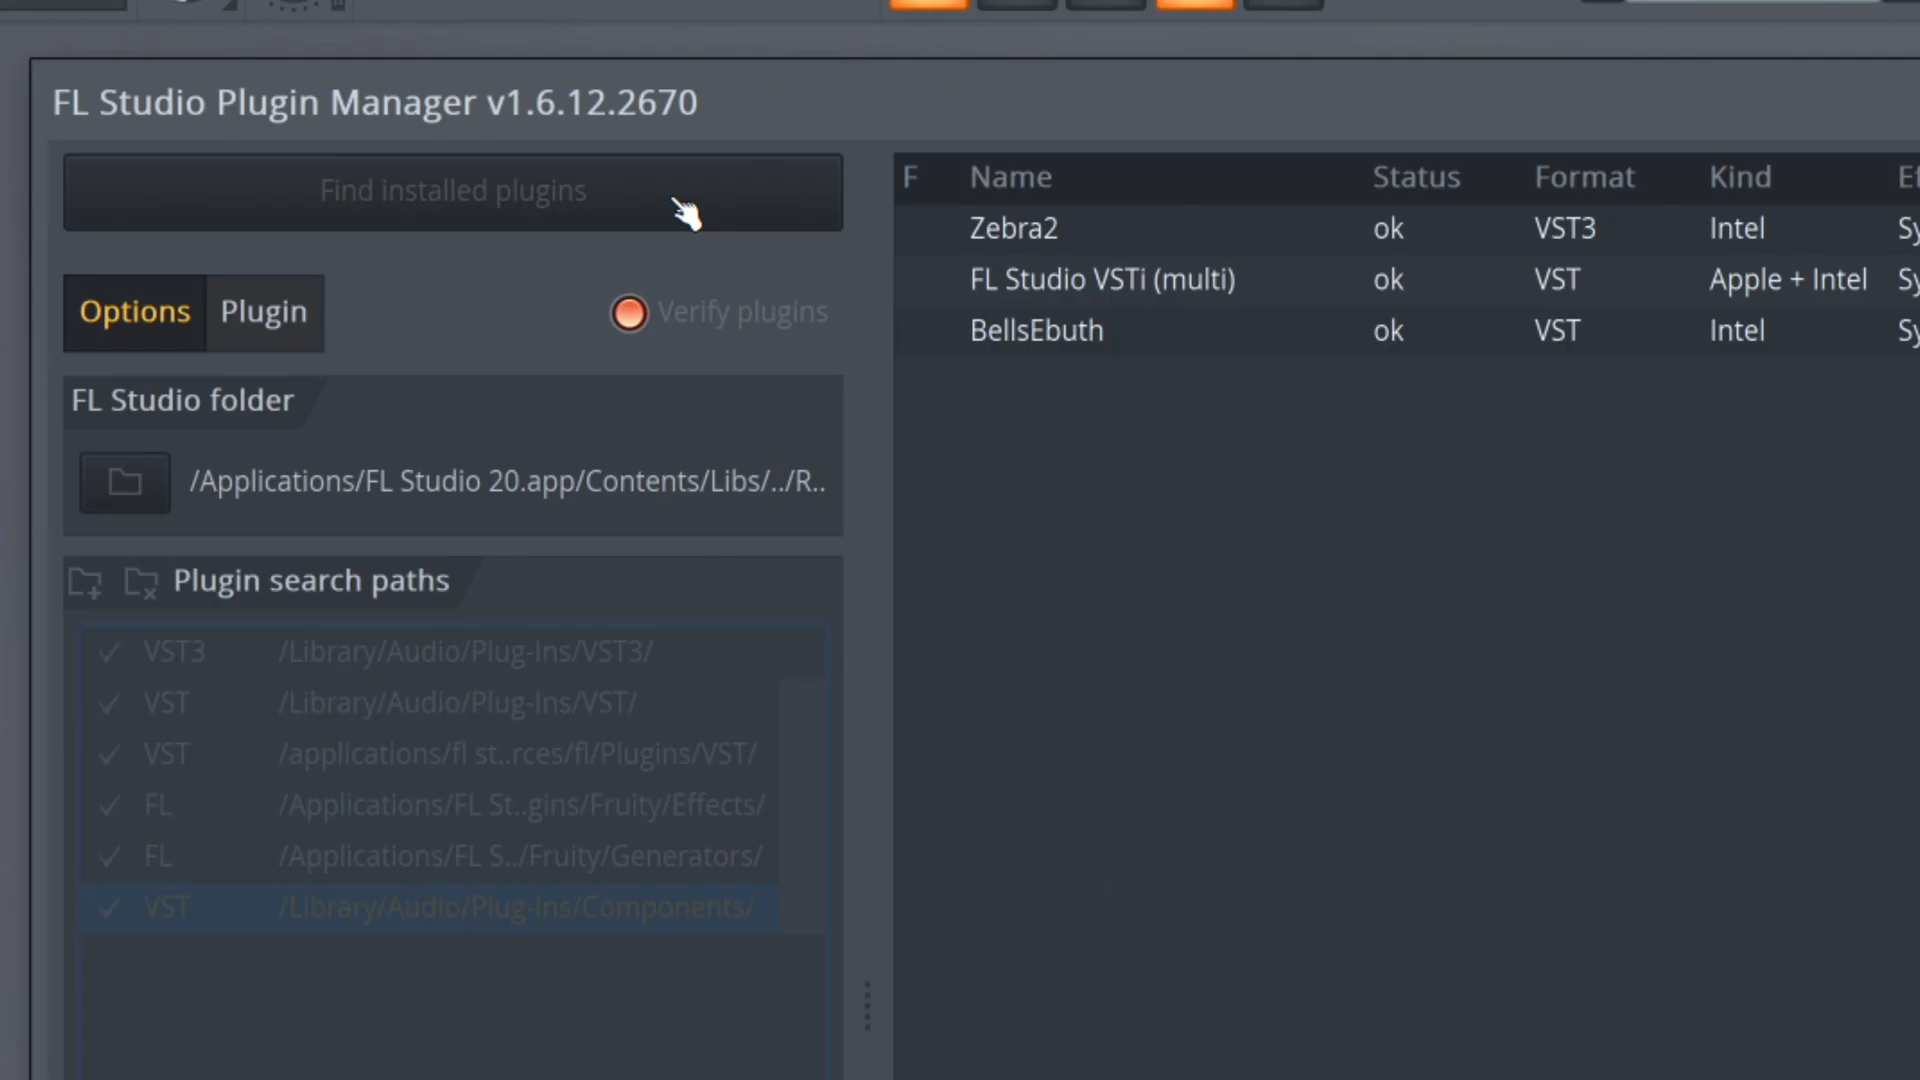 FL Studio Plugin Manager v1.6.12.2670
Find installed plugins
Options Plugin Verify plugins
FL Studio folder
/Applications/FL Studio 20.app/Contents/Libs/../R..
Plugin search paths
VST3 /Library/Audio/Plug-Ins/VST3/
VST /Library/Audio/Plug-Ins/VST/
VST /applications/fl st..rces/fl/Plugins/VST/
FL /Applications/FL St..gins/Fruity/Effects/
FL /Applications/FL S../Fruity/Generators/
VST /Library/Audio/Plug-Ins/Components/
F Name Status Format Kind
Zebra2 ok VST3 Intel
FL Studio VSTi (multi) ok VST Apple + Intel
BellsEbuth ok VST Intel